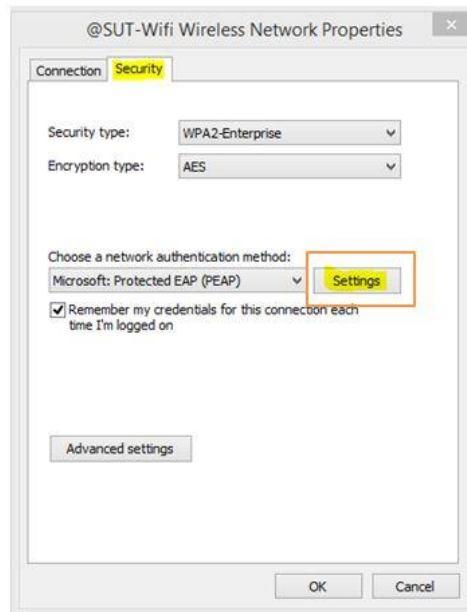 @SUT-Wifi Wireless Network Properties
Connection Security
Security type: WPA2-Enterprise
Encryption type: AES
Choose a network authentication method:
Microsoft: Protected EAP (PEAP) Settings
Remember my credentials for this connection each
time I'm logged on
Advanced settings
OK Cancel